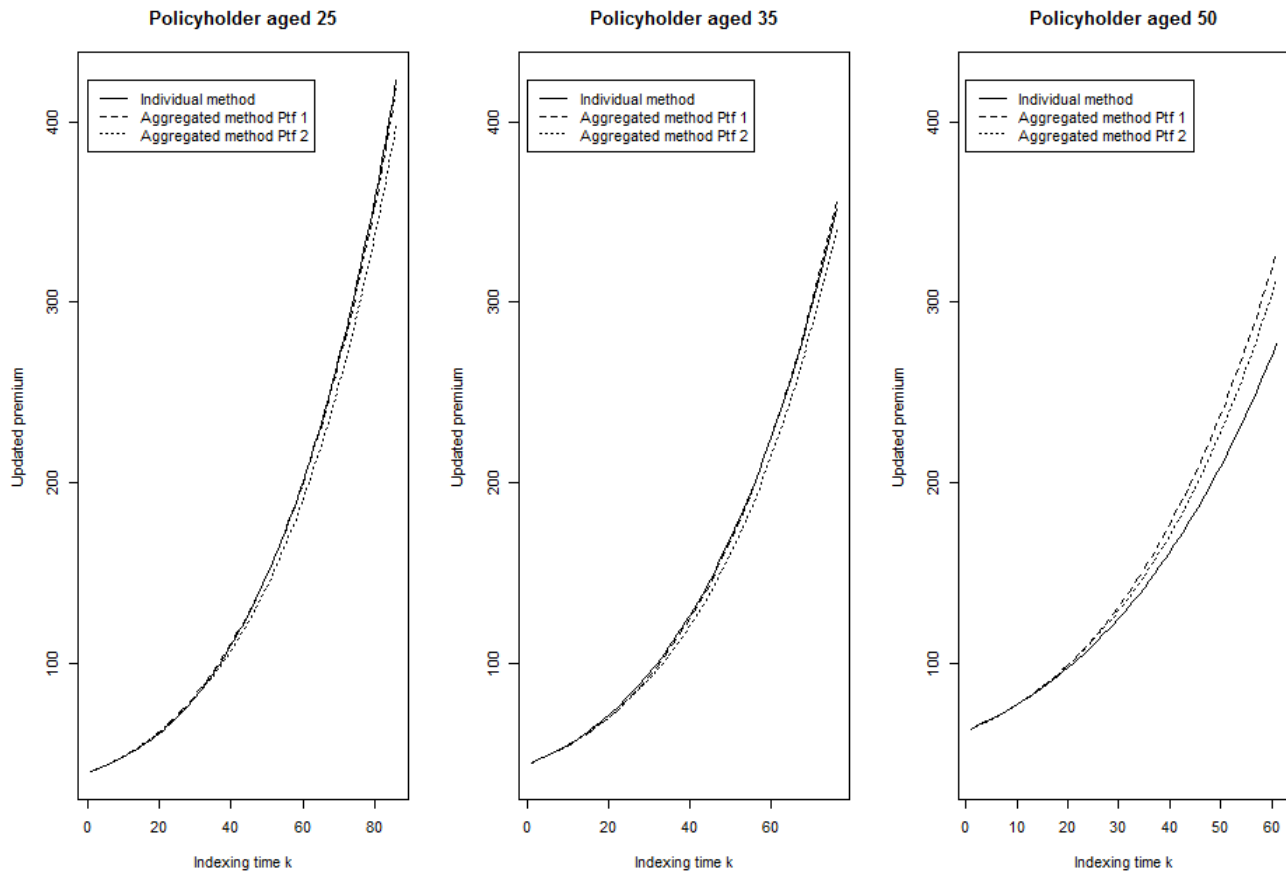 Policyholder aged 25
Individual method
Aggregated method Ptf 1
Aggregated method Ptf 2
Updated premium
400
300
200
100
0
20
40
60
80
Indexing time k
Policyholder aged 35
Individual method
Aggregated method Ptf 1
Aggregated method Ptf 2
Updated premium
400
300
200
100
0
20
40
60
Indexing time k
Policyholder aged 50
Individual method
Aggregated method Ptf 1
Aggregated method Ptf 2
Updated premium
400
300
200
100
0
10
20
30
40
50
60
Indexing time k